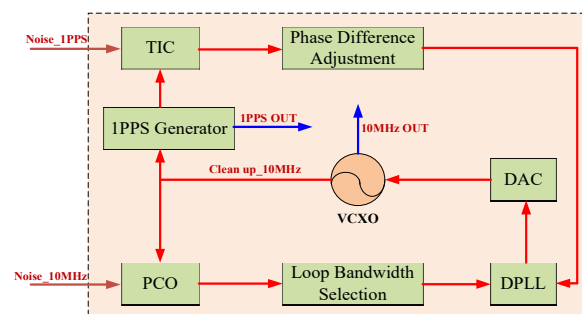 Noise_1PPS
TIC
Phase Difference
Adjustment
1PPS Generator
1PPS OUT
10MHz OUT
Clean up_10MHz
VCXO
DAC
Noise_10MHz
PCO
Loop Bandwidth
Selection
DPLL